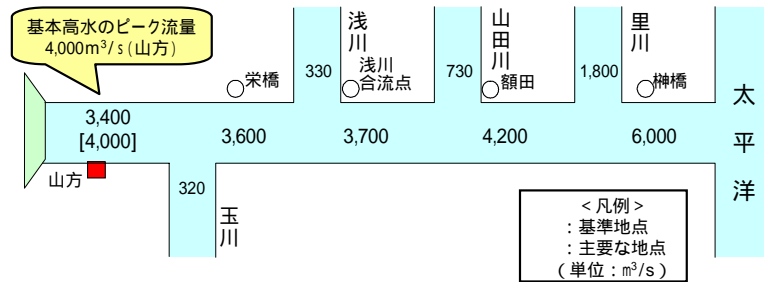 基本高水のピーク流量
4,000m³/s(山方)
3,400
[4,000]
山方
320
玉川
栄橋
3,600
330
浅川
浅川
合流点
3,700
730
山田川
額田
4,200
1,800
里川
榊橋
6,000
太平洋
<凡例>
:基準地点
:主要な地点
(単位:m³/s)